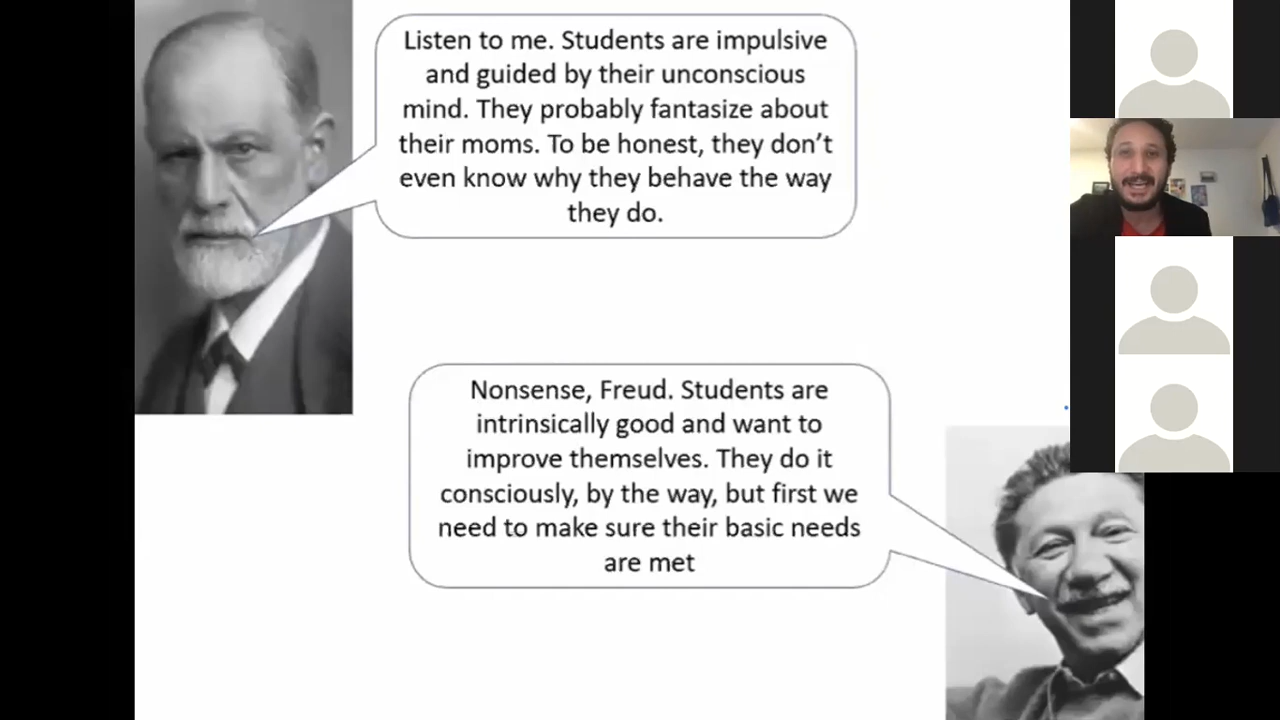 Listen to me. Students are impulsive
and guided by their unconscious
mind. They probably fantasize about
their moms. To be honest, they don’t
even know why they behave the way
they do.
Nonsense, Freud. Students are
intrinsically good and want to
improve themselves. They do it
consciously, by the way, but first we
need to make sure their basic needs
are met